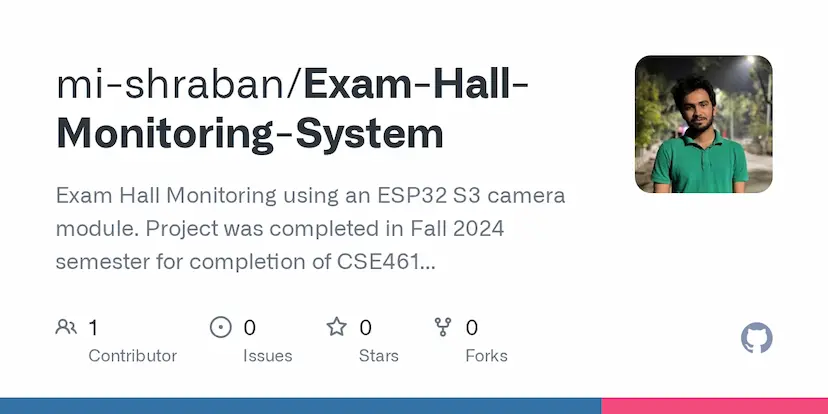 mi-shraban/Exam-Hall-
Monitoring-System
Exam Hall Monitoring using an ESP32 S3 camera
module. Project was completed in Fall 2024
semester for completion of CSE461...
1 0 0 0
Contributor Issues Stars Forks